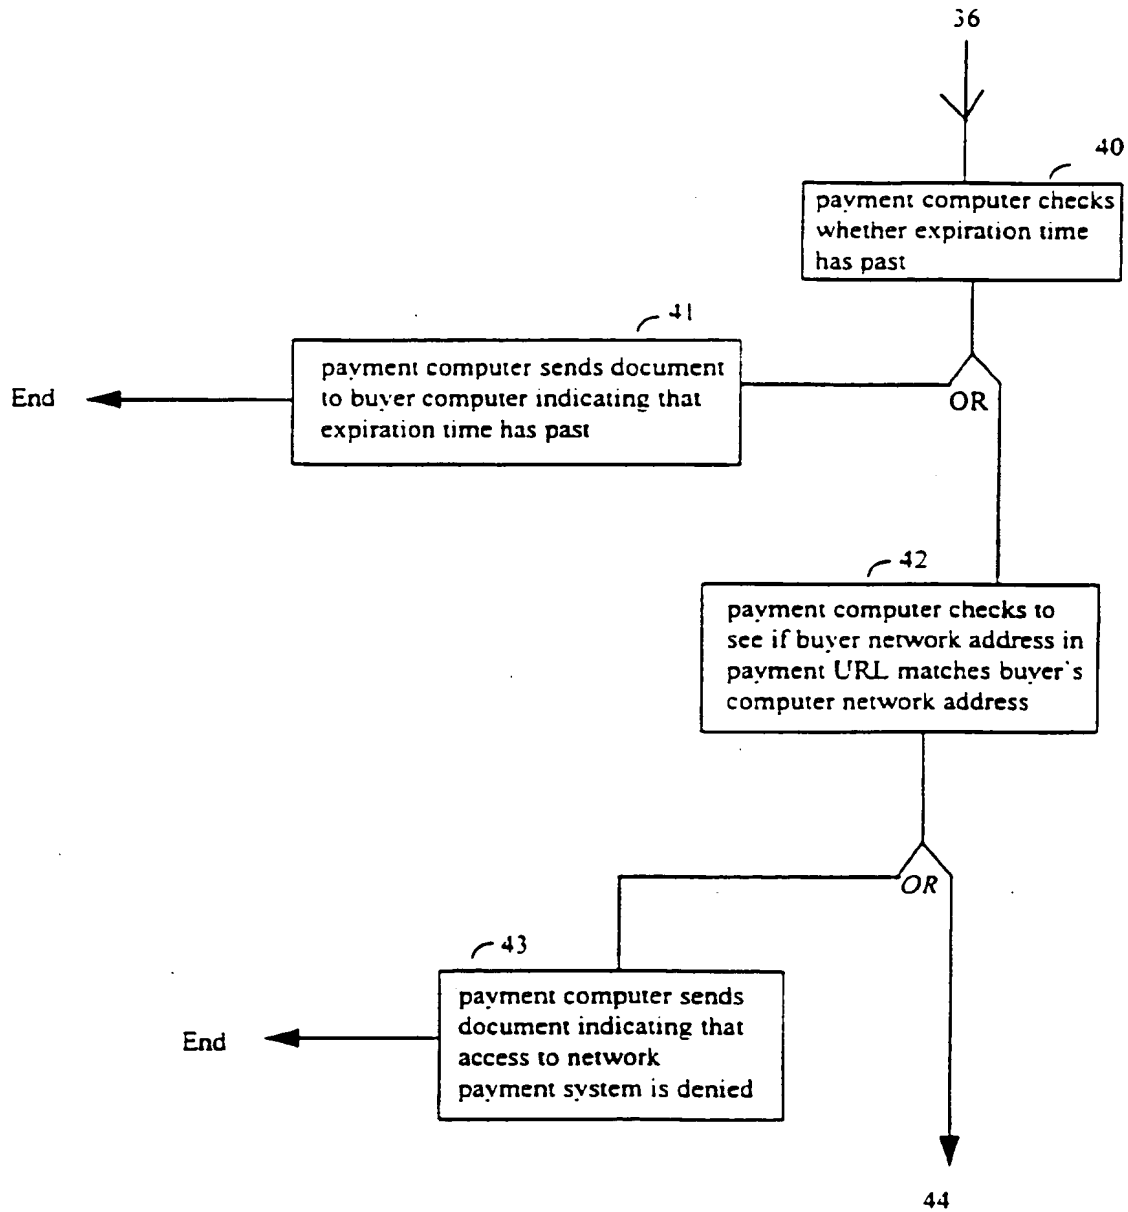 36
40
payment computer checks
whether expiration time
has past
41
payment computer sends document
to buyer computer indicating that
expiration time has past
End
OR
42
payment computer checks to
see if buyer network address in
payment URL matches buyer's
computer network address
OR
43
payment computer sends
document indicating that
access to network
payment system is denied
End
44